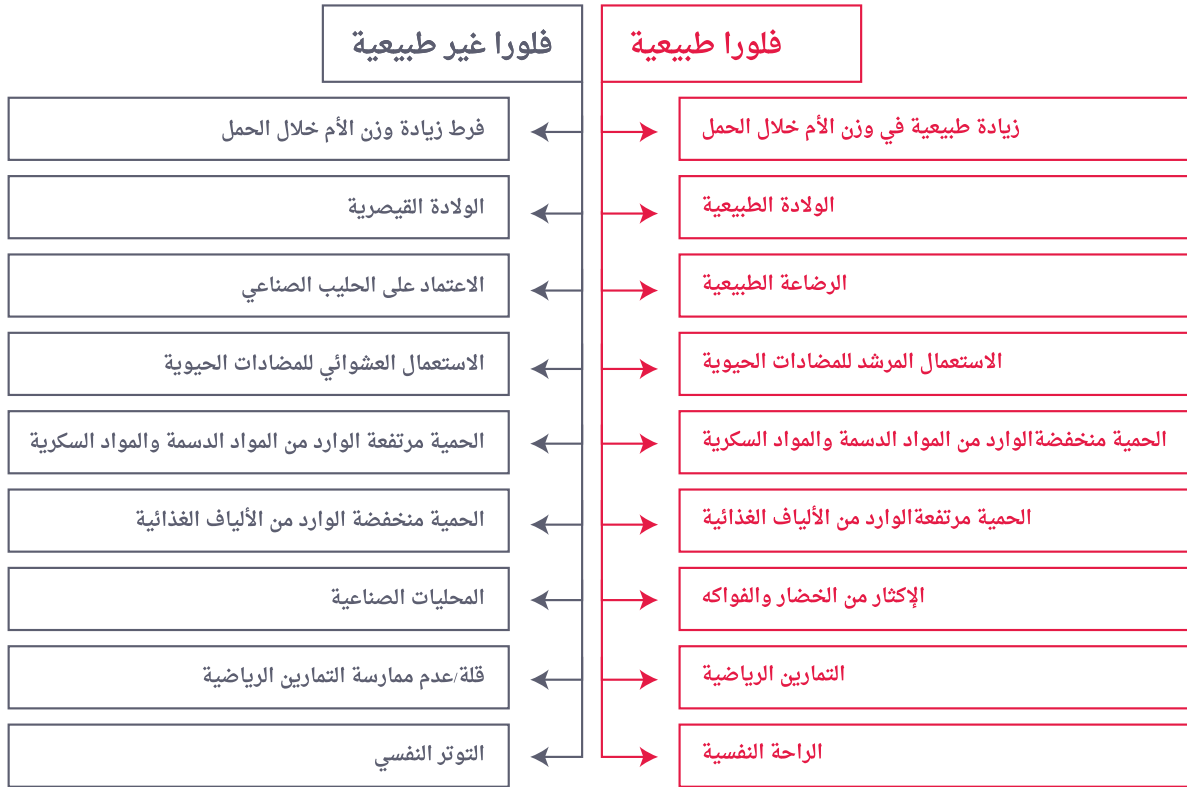 فلورا طبيعية
زيادة طبيعية في وزن الأم خلال الحمل
الولادة الطبيعية
الرضاعة الطبيعية
الاستعمال المرشد للمضادات الحيوية
الحمية منخفضةالوارد من المواد الدسمة والمواد السكرية
الحمية مرتفعةالوارد من الألياف الغذائية
الإكثار من الخضار والفواكه
التمارين الرياضية
الراحة النفسية
فلورا غير طبيعية
فرط زيادة وزن الأم خلال الحمل
الولادة القيصرية
الاعتماد على الحليب الصناعي
الاستعمال العشوائي للمضادات الحيوية
الحمية مرتفعة الوارد من المواد الدسمة والمواد السكرية
الحمية منخفضة الوارد من الألياف الغذائية
المحليات الصناعية
قلة/عدم ممارسة التمارين الرياضية
التوتر النفسي